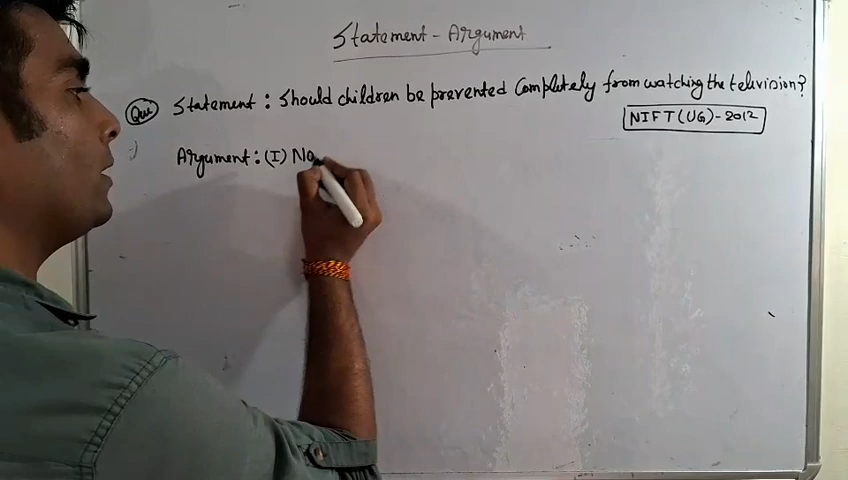 Statement - Argument
Que Statement : Should children be prevented Completely from watching the television?
NIFT(UG)-2012
Argument : (I) No